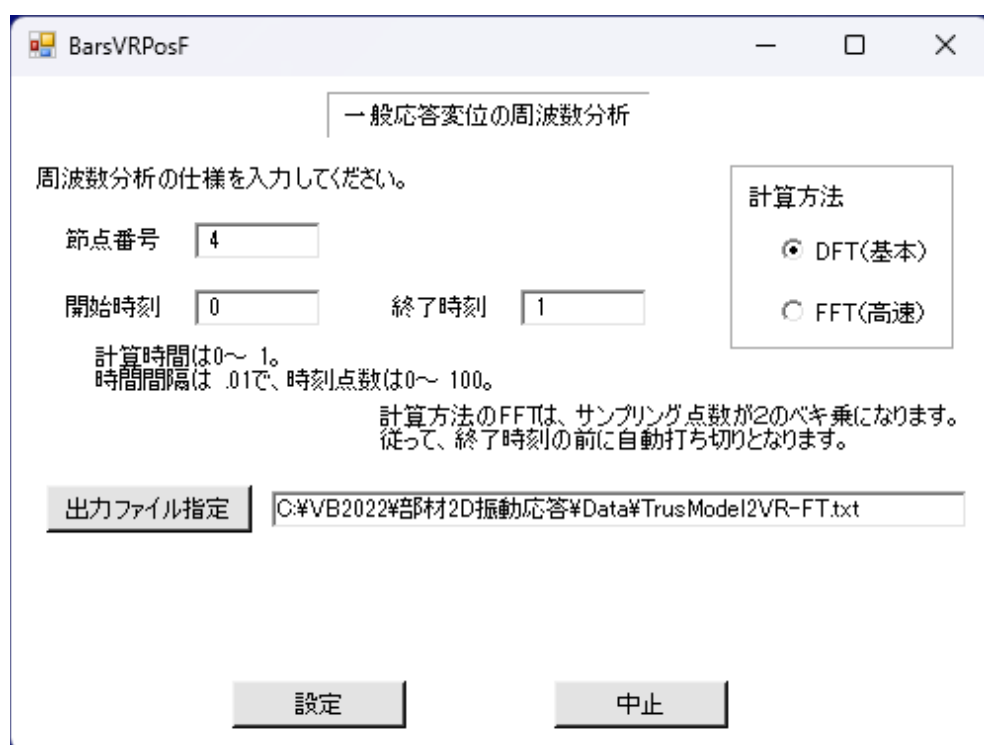 BarsVRPosF
一般応答変位の周波数分析
周波数分析の仕様を入力してください。
計算方法
節点番号 4
DFT(基本)
開始時刻 0 終了時刻 1
FFT(高速)
計算時間は0～ 1。
時間間隔は .01で、時刻点数は0～ 100。
計算方法のFFTは、サンプリング点数が2のベキ乗になります。
従って、終了時刻の前に自動打ち切りとなります。
出力ファイル指定 C:¥VB2022¥部材2D振動応答¥Data¥TrusModel2VR-FT.txt
設定 中止